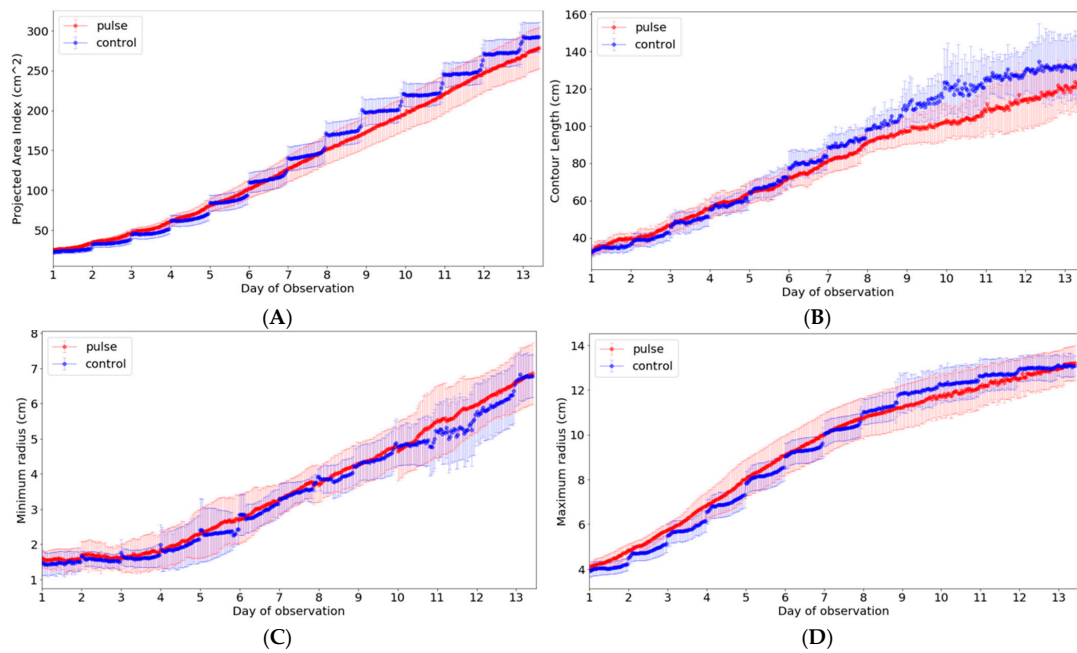 pulse
control
Projected Area Index (cm^2)
300
250
200
150
100
50
1 2 3 4 5 6 7 8 9 10 11 12 13
Day of Observation
(A)
pulse
control
Contour Length (cm)
160
140
120
100
80
60
40
1 2 3 4 5 6 7 8 9 10 11 12 13
Day of observation
(B)
pulse
control
Minimum radius (cm)
8
7
6
5
4
3
2
1
1 2 3 4 5 6 7 8 9 10 11 12 13
Day of observation
(C)
pulse
control
Maximum radius (cm)
14
12
10
8
6
4
1 2 3 4 5 6 7 8 9 10 11 12 13
Day of observation
(D)